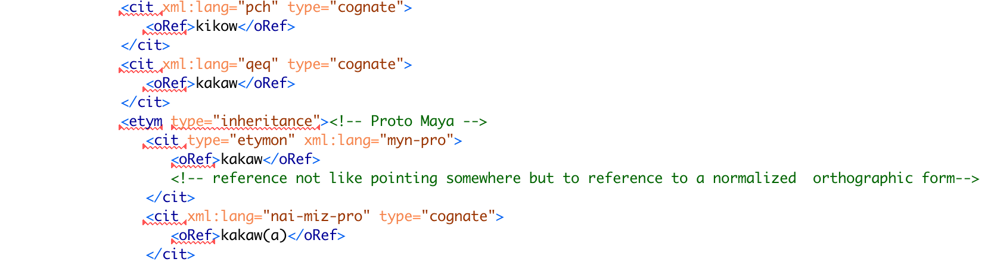 <cit xml:lang="pch" type="cognate">
<oRef>kikow</oRef>
</cit>
<cit xml:lang="qeq" type="cognate">
<oRef>kakaw</oRef>
</cit>
<etym type="inheritance"><!-- Proto Maya -->
<cit type="etymon" xml:lang="myn-pro">
<oRef>kakaw</oRef>
<!-- reference not like pointing somewhere but to reference to a normalized  orthographic form-->
</cit>
<cit xml:lang="nai-miz-pro" type="cognate">
<oRef>kakaw(a)</oRef>
</cit>